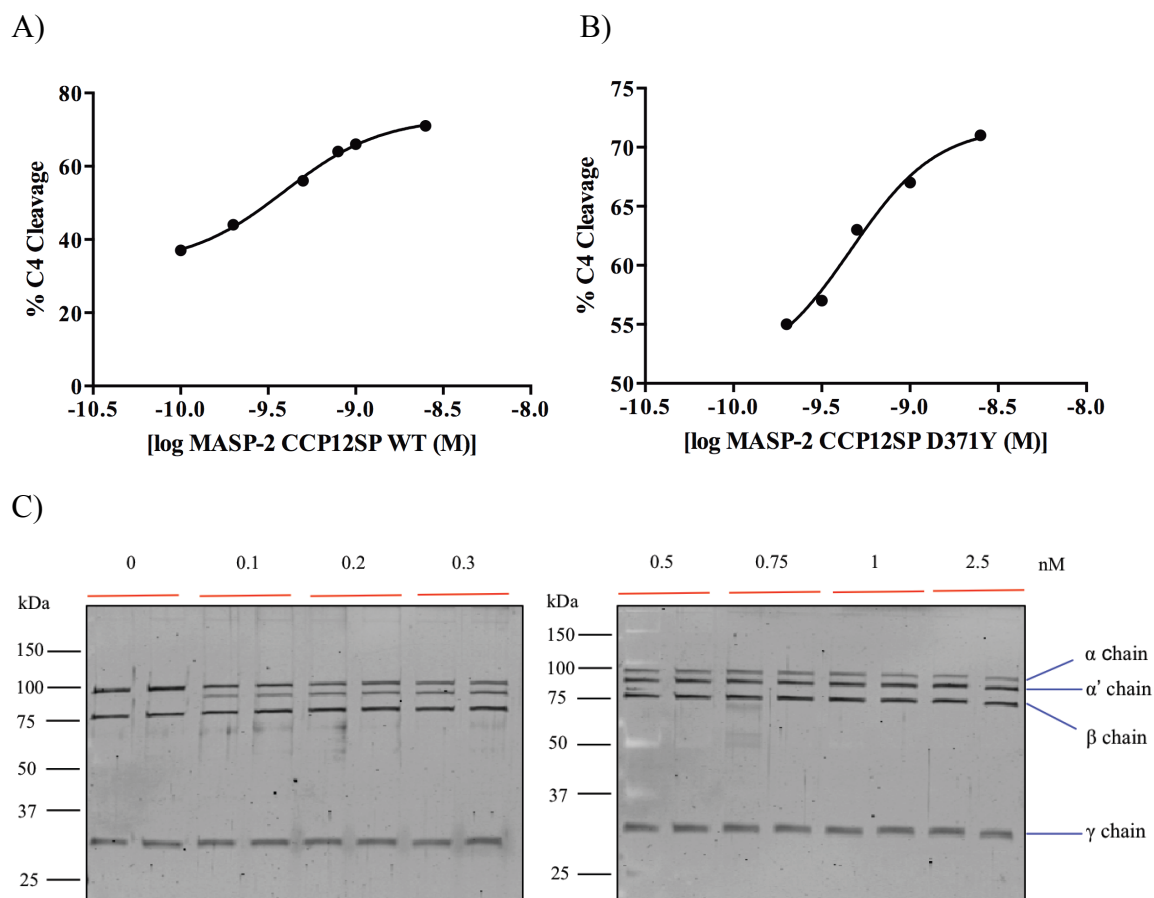 A)
80
60
40
20
0
% C4 Cleavage
-10.5 -10.0 -9.5 -9.0 -8.5 -8.0
[log MASP-2 CCP12SP WT (M)]
B)
75
70
65
60
55
50
% C4 Cleavage
-10.5 -10.0 -9.5 -9.0 -8.5 -8.0
[log MASP-2 CCP12SP D371Y (M)]
C)
0 0.1 0.2 0.3
kDa
150
100
75
50
37
25
0.5 0.75 1 2.5 nM
kDa
150
100
75
50
37
25
α chain
α' chain
β chain
γ chain